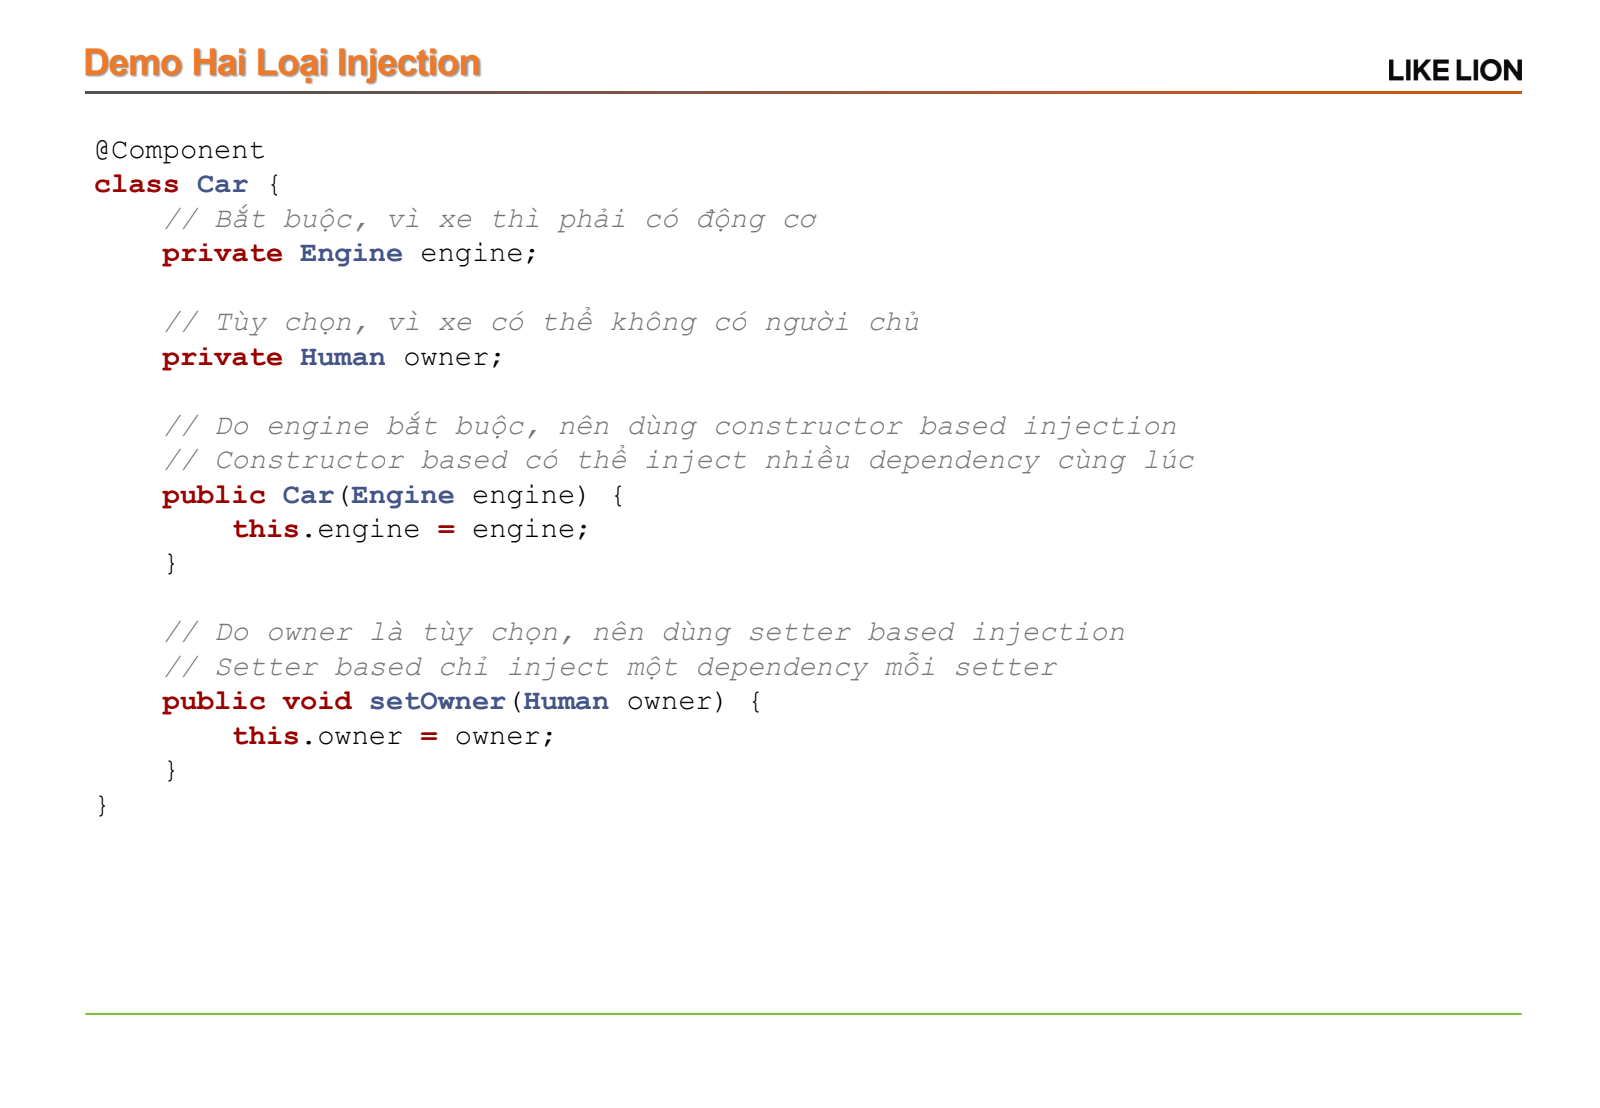 Demo Hai Loại Injection
LIKE LION
@Component
class Car {
    // Bắt buộc, vì xe thì phải có động cơ
    private Engine engine;

    // Tùy chọn, vì xe có thể không có người chủ
    private Human owner;

    // Do engine bắt buộc, nên dùng constructor based injection
    // Constructor based có thể inject nhiều dependency cùng lúc
    public Car(Engine engine) {
        this.engine = engine;
    }

    // Do owner là tùy chọn, nên dùng setter based injection
    // Setter based chỉ inject một dependency mỗi setter
    public void setOwner(Human owner) {
        this.owner = owner;
    }
}